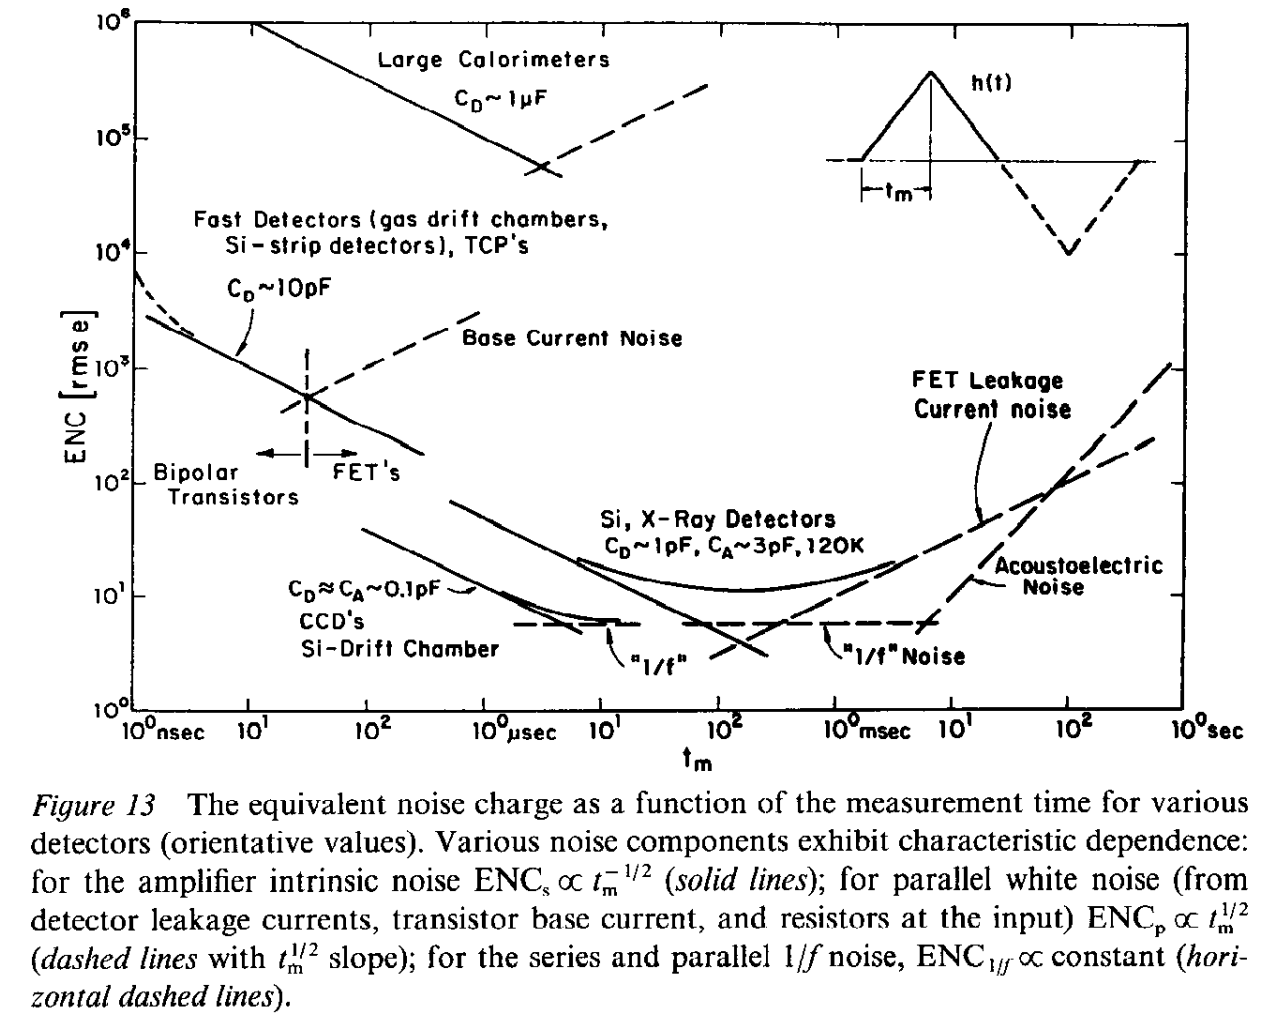 10⁶
Large Calorimeters
C_D ~ 1μF
h(t)
10⁵
t_m
Fast Detectors (gas drift chambers,
Si-strip detectors), TCP's
10⁴
C_D ~10pF
Base Current Noise
10³
ENC [rmse]
FET Leakage
Current noise
Bipolar
Transistors
FET's
10²
Si, X-Ray Detectors
C_D~1pF, C_A~3pF, 120K
Acoustoelectric
Noise
C_D≈C_A~0.1pF
CCD's
Si-Drift Chamber
10¹
"1/f"
"1/f" Noise
10⁰
10⁰nsec 10¹ 10² 10⁰μsec 10¹ 10² 10⁰msec 10¹ 10² 10⁰sec
t_m
Figure 13 The equivalent noise charge as a function of the measurement time for various
detectors (orientative values). Various noise components exhibit characteristic dependence:
for the amplifier intrinsic noise ENC_s ∝ t_m^−1/2 (solid lines); for parallel white noise (from
detector leakage currents, transistor base current, and resistors at the input) ENC_p ∝ t_m^1/2
(dashed lines with t_m^1/2 slope); for the series and parallel 1/f noise, ENC_1/f ∝ constant (hori-
zontal dashed lines).